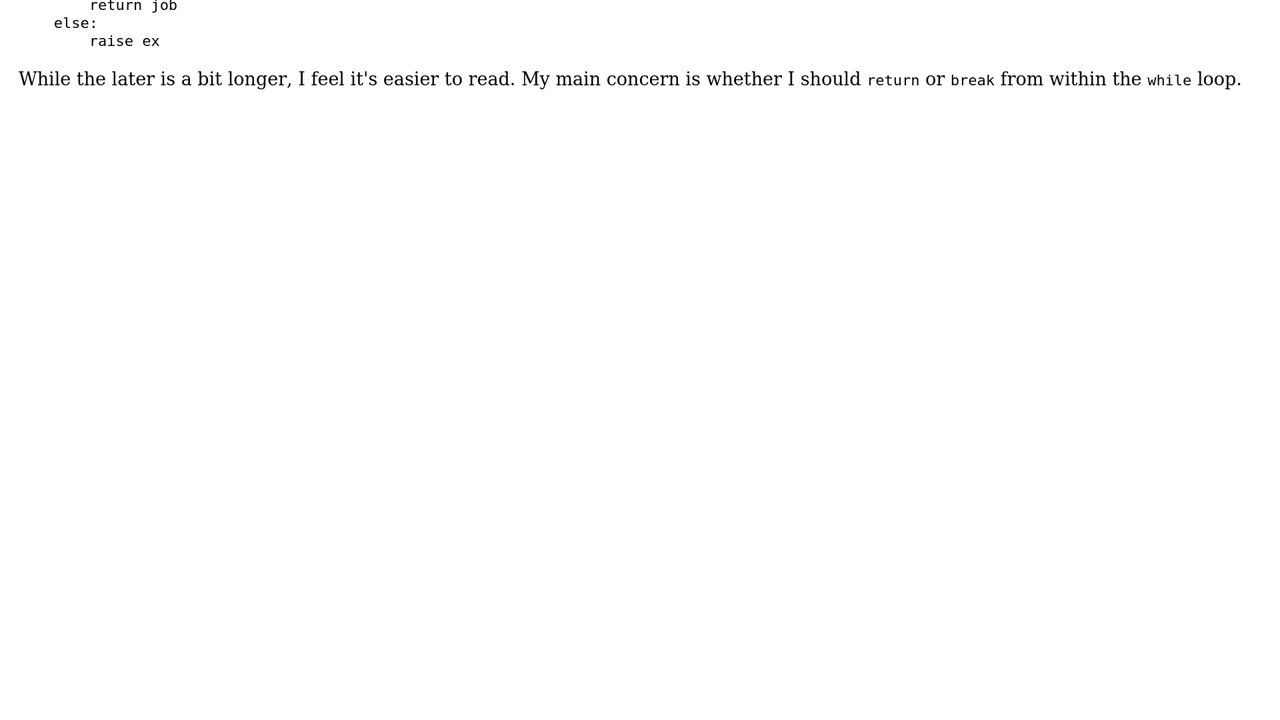 return job
    else:
        raise ex
While the later is a bit longer, I feel it's easier to read. My main concern is whether I should return or break from within the while loop.